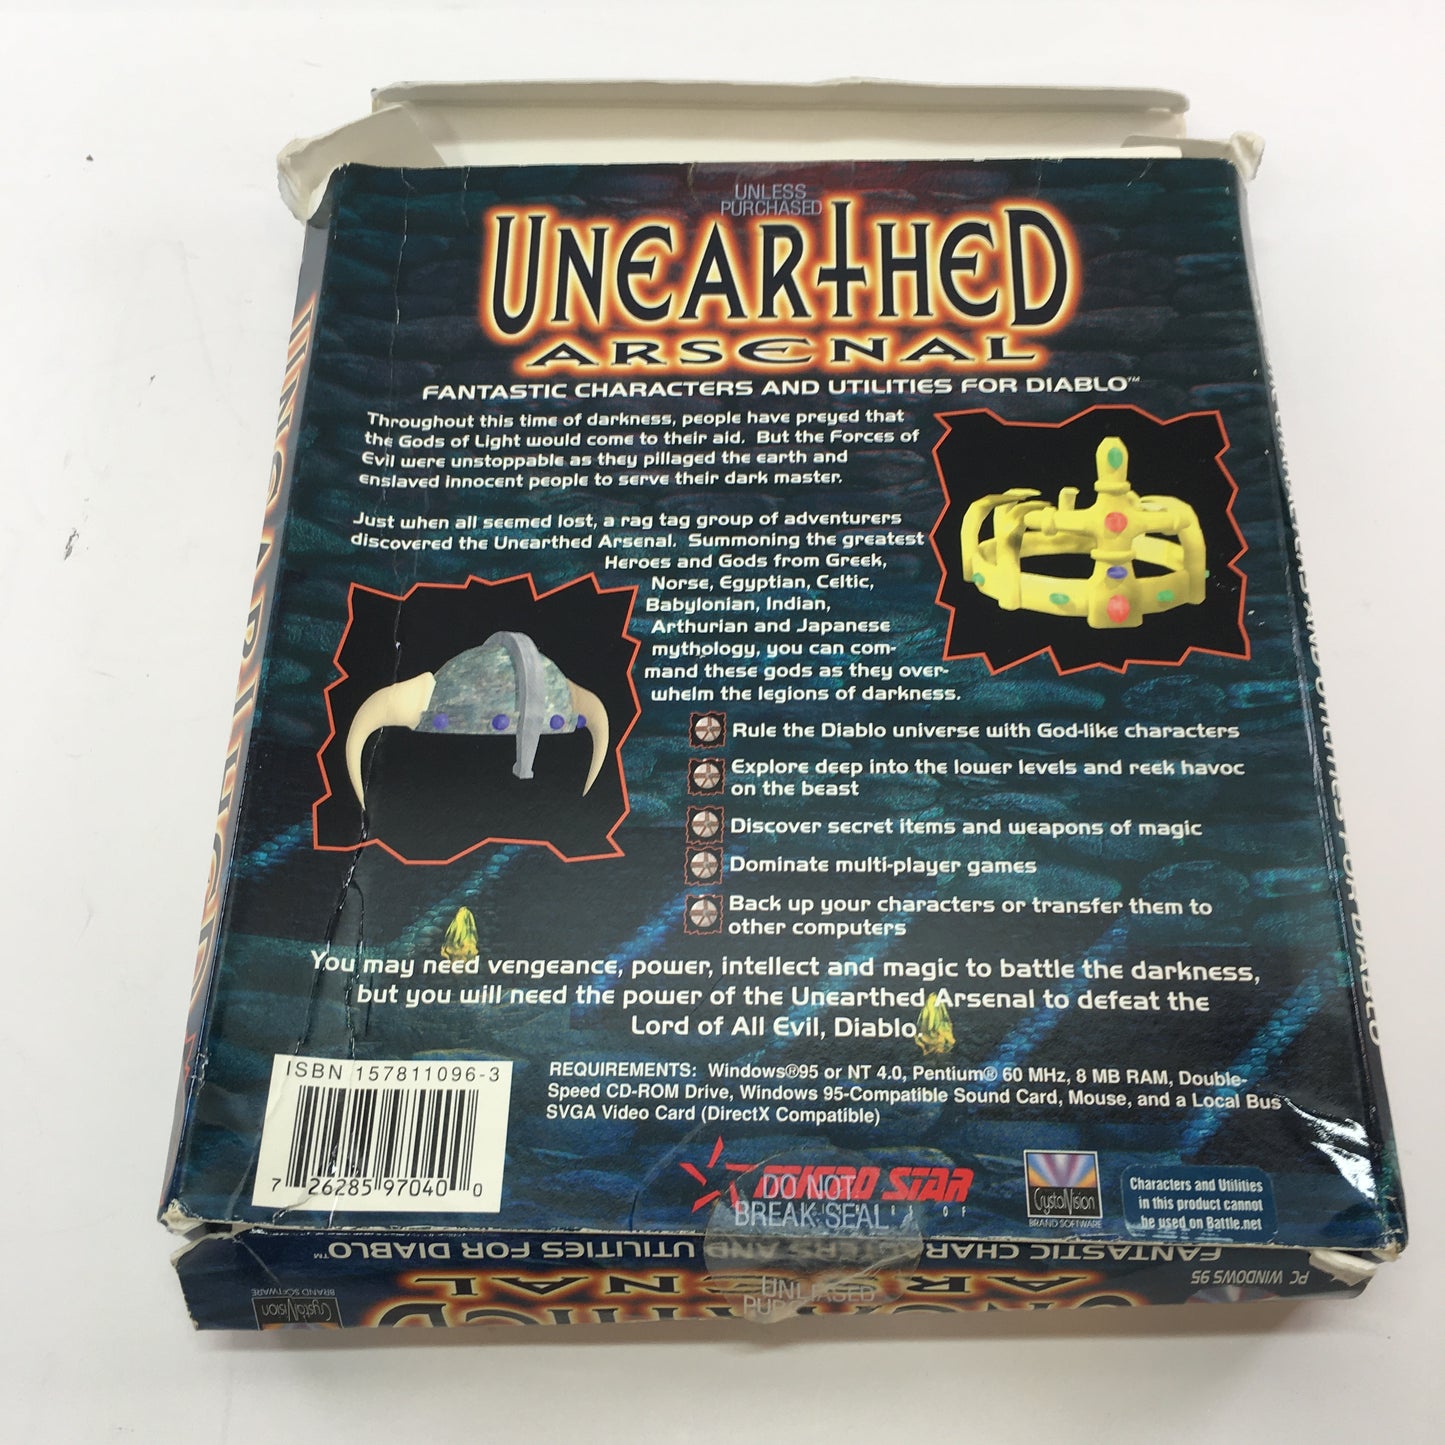 UNLESS
PURCHASED
UNEARTHED
ARSENAL
FANTASTIC CHARACTERS AND UTILITIES FOR DIABLO™
Throughout this time of darkness, people have preyed that
the Gods of Light would come to their aid. But the Forces of
Evil were unstoppable as they pillaged the earth and
enslaved innocent people to serve their dark master.
Just when all seemed lost, a rag tag group of adventurers
discovered the Unearthed Arsenal. Summoning the greatest
Heroes and Gods from Greek,
Norse, Egyptian, Celtic,
Babylonian, Indian,
Arthurian and Japanese
mythology, you can com-
mand these gods as they over-
whelm the legions of darkness.
Rule the Diablo universe with God-like characters
Explore deep into the lower levels and reek havoc
on the beast
Discover secret items and weapons of magic
Dominate multi-player games
Back up your characters or transfer them to
other computers
You may need vengeance, power, intellect and magic to battle the darkness,
but you will need the power of the Unearthed Arsenal to defeat the
Lord of All Evil, Diablo.
ISBN 157811096-3
7 26285 97040 0
REQUIREMENTS: Windows®95 or NT 4.0, Pentium® 60 MHz, 8 MB RAM, Double-
Speed CD-ROM Drive, Windows 95-Compatible Sound Card, Mouse, and a Local Bus
SVGA Video Card (DirectX Compatible)
STAR
DO NOT
BREAK SEAL
CrystalVision
BRAND SOFTWARE
Characters and Utilities
in this product cannot
be used on Battle.net
FANTASTIC CHARACTERS AND UTILITIES FOR DIABLO™
ARSENAL
UNEARTHED
PC WINDOWS 95
CrystalVision
BRAND SOFTWARE
UNLESS
UNEARTHED
FOR DIABLO